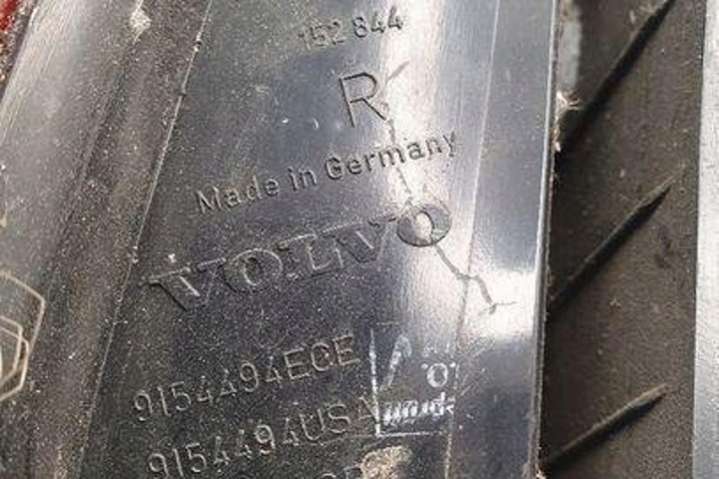 152 844
R
Made in Germany
VOLVO
9154494ECE
9154494USA